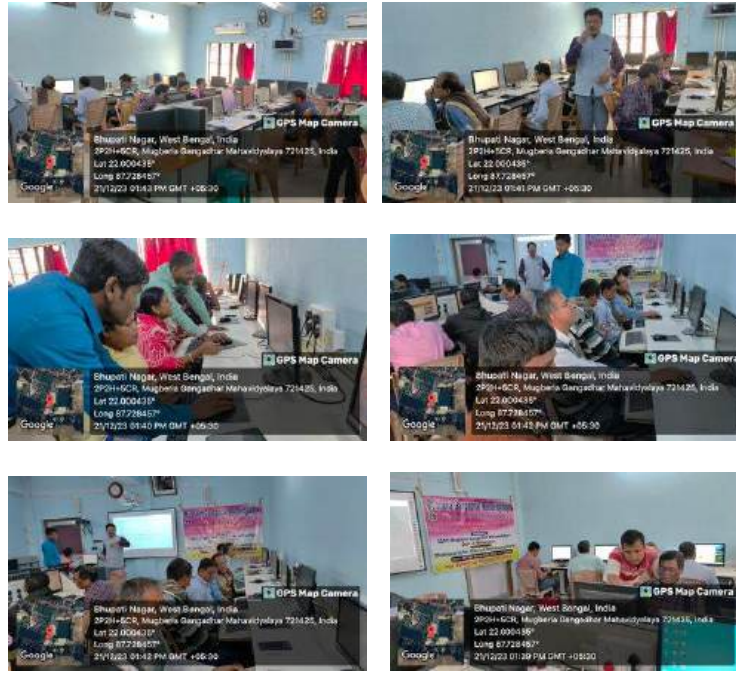 GPS Map Camera
Bhupati Nagar, West Bengal, India
2P2H+5CR, Mugberia Gangadhar Mahavidyalaya 721425, India
Lat 22.000435°
Long 87.728457°
21/12/23 01:43 PM GMT +05:30
Google
GPS Map Camera
Bhupati Nagar, West Bengal, India
2P2H+5CR, Mugberia Gangadhar Mahavidyalaya 721425, India
Lat 22.000435°
Long 87.728457°
21/12/23 01:41 PM GMT +05:30
Google
GPS Map Camera
Bhupati Nagar, West Bengal, India
2P2H+5CR, Mugberia Gangadhar Mahavidyalaya 721425, India
Lat 22.000435°
Long 87.728457°
21/12/23 01:40 PM GMT +05:30
Google
GPS Map Camera
Bhupati Nagar, West Bengal, India
2P2H+5CR, Mugberia Gangadhar Mahavidyalaya 721425, India
Lat 22.000435°
Long 87.728457°
21/12/23 01:42 PM GMT +05:30
Google
GPS Map Camera
Bhupati Nagar, West Bengal, India
2P2H+5CR, Mugberia Gangadhar Mahavidyalaya 721425, India
Lat 22.000435°
Long 87.728457°
21/12/23 01:42 PM GMT +05:30
Google
GPS Map Camera
Bhupati Nagar, West Bengal, India
2P2H+5CR, Mugberia Gangadhar Mahavidyalaya 721425, India
Lat 22.000435°
Long 87.728457°
21/12/23 01:39 PM GMT +05:30
Google